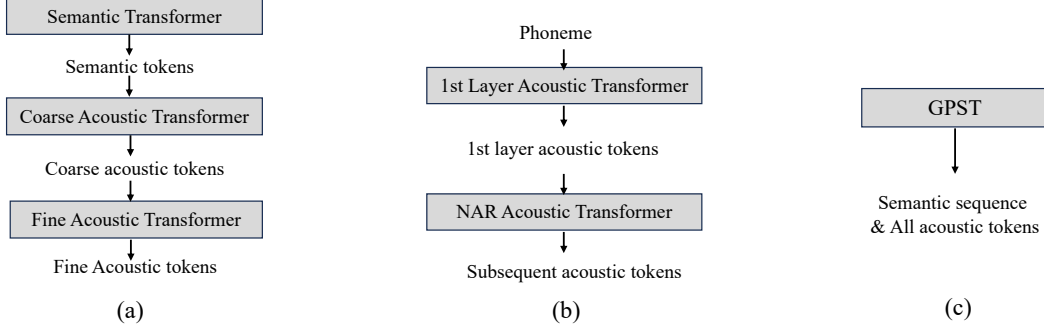 Semantic Transformer
Semantic tokens
Coarse Acoustic Transformer
Coarse acoustic tokens
Fine Acoustic Transformer
Fine Acoustic tokens
(a)
Phoneme
1st Layer Acoustic Transformer
1st layer acoustic tokens
NAR Acoustic Transformer
Subsequent acoustic tokens
(b)
GPST
Semantic sequence
& All acoustic tokens
(c)